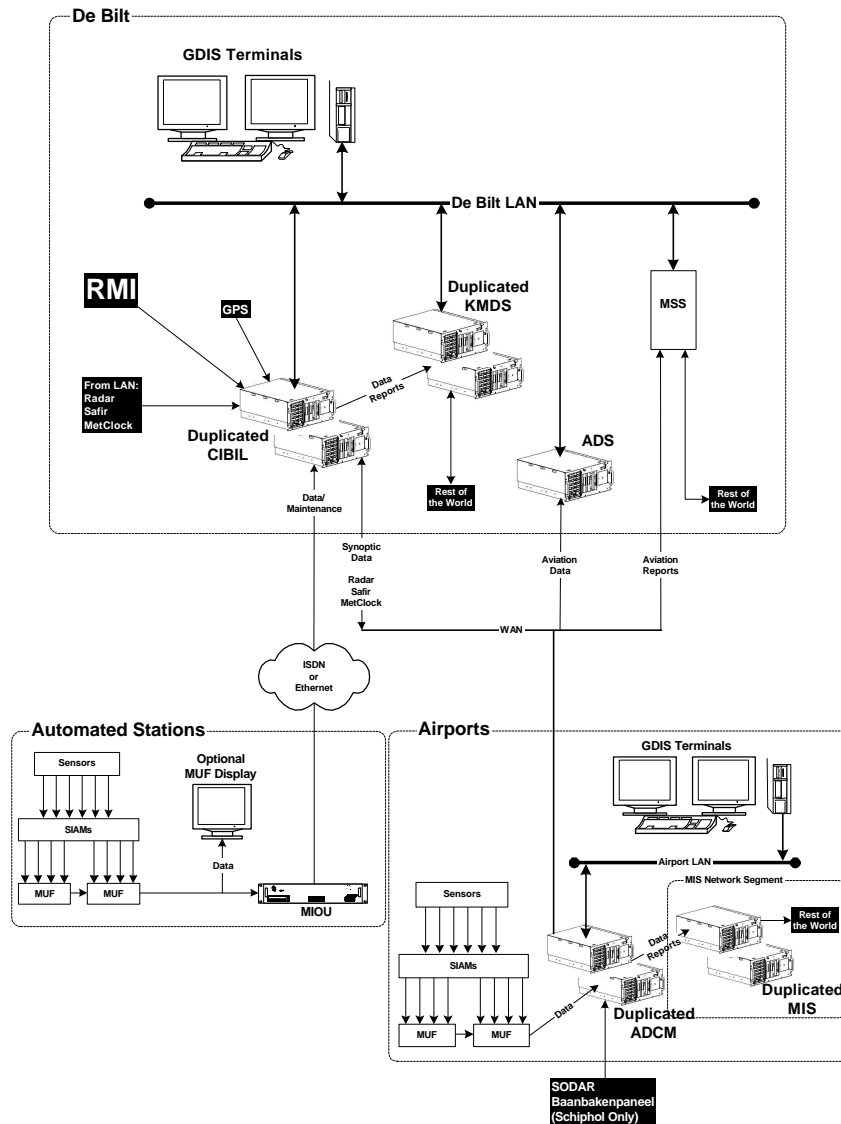 De Bilt
GDIS Terminals
De Bilt LAN
RMI
GPS
Duplicated
KMDS
MSS
From LAN:
Radar
Safir
MetClock
Data
Reports
Duplicated
CIBIL
ADS
Rest of
the World
Rest of
the World
Data/
Maintenance
Synoptic
Data
Radar
Safir
MetClock
Aviation
Data
Aviation
Reports
WAN
ISDN
or
Ethernet
Automated Stations
Sensors
Optional
MUF Display
SIAMs
Data
MUF
MUF
MIOU
Airports
GDIS Terminals
Airport LAN
MIS Network Segment
Sensors
Rest of
the World
Data
Reports
SIAMs
Data
Duplicated
ADCM
Duplicated
MIS
MUF
MUF
SODAR
Baanbakenpaneel
(Schiphol Only)